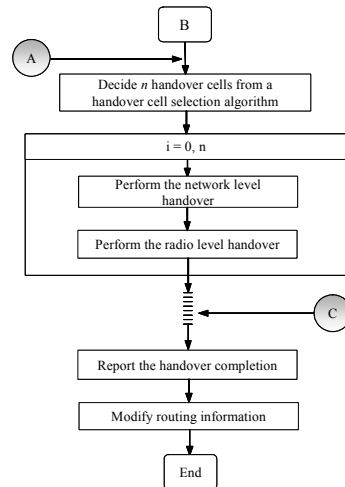 B
A
Decide n handover cells from a
handover cell selection algorithm
i = 0, n
Perform the network level
handover
Perform the radio level handover
C
Report the handover completion
Modify routing information
End